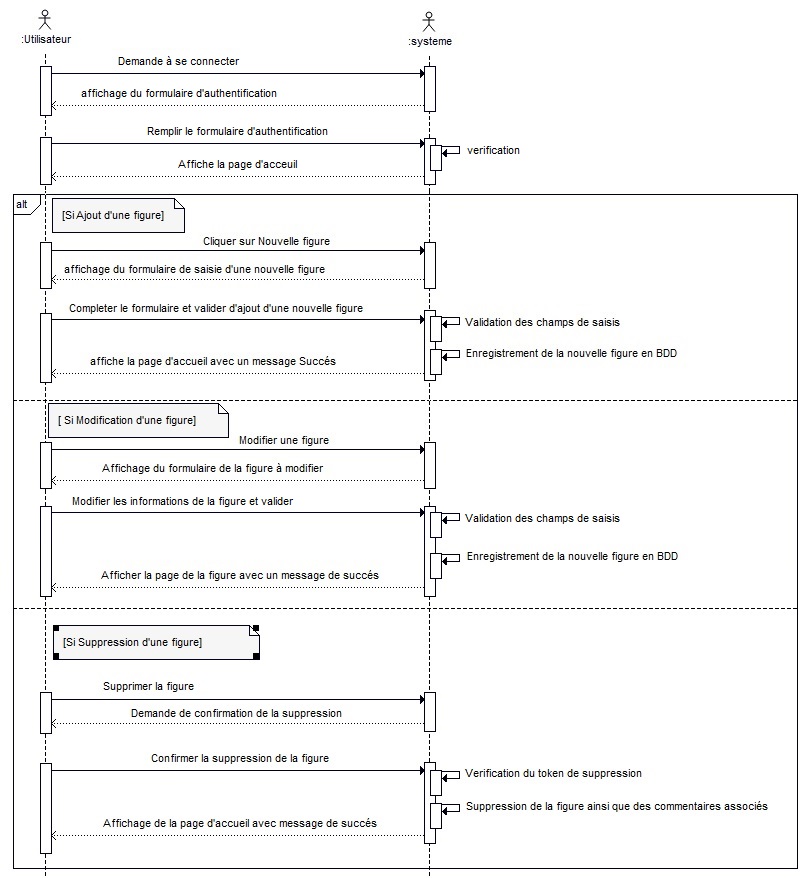 :Utilisateur
:systeme
Demande à se connecter
affichage du formulaire d'authentification
Remplir le formulaire d'authentification
verification
Affiche la page d'acceuil
alt
[Si Ajout d'une figure]
Cliquer sur Nouvelle figure
affichage du formulaire de saisie d'une nouvelle figure
Completer le formulaire et valider d'ajout d'une nouvelle figure
Validation des champs de saisis
Enregistrement de la nouvelle figure en BDD
affiche la page d'accueil avec un message Succés
[ Si Modification d'une figure]
Modifier une figure
Affichage du formulaire de la figure à modifier
Modifier les informations de la figure et valider
Validation des champs de saisis
Enregistrement de la nouvelle figure en BDD
Afficher la page de la figure avec un message de succés
[Si Suppression d'une figure]
Supprimer la figure
Demande de confirmation de la suppression
Confirmer la suppression de la figure
Verification du token de suppression
Suppression de la figure ainsi que des commentaires associés
Affichage de la page d'accueil avec message de succés